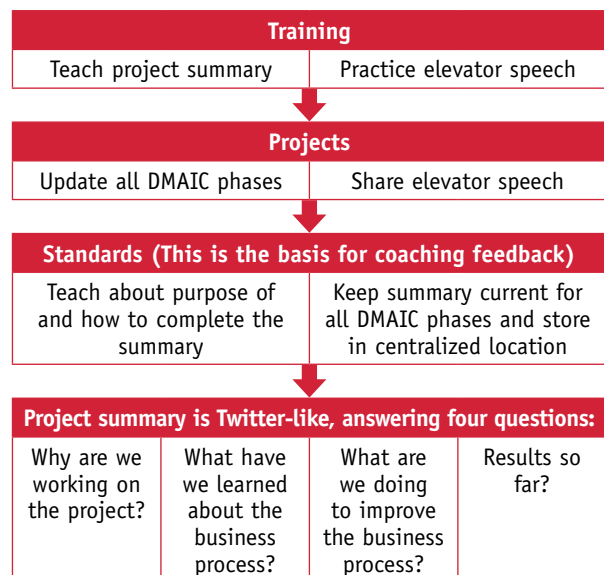 Training
Teach project summary
Practice elevator speech
Projects
Update all DMAIC phases
Share elevator speech
Standards (This is the basis for coaching feedback)
Teach about purpose of
and how to complete the
summary
Keep summary current for
all DMAIC phases and store
in centralized location
Project summary is Twitter-like, answering four questions:
Why are we
working on
the project?
What have
we learned
about the
business
process?
What are
we doing
to improve
the business
process?
Results so
far?